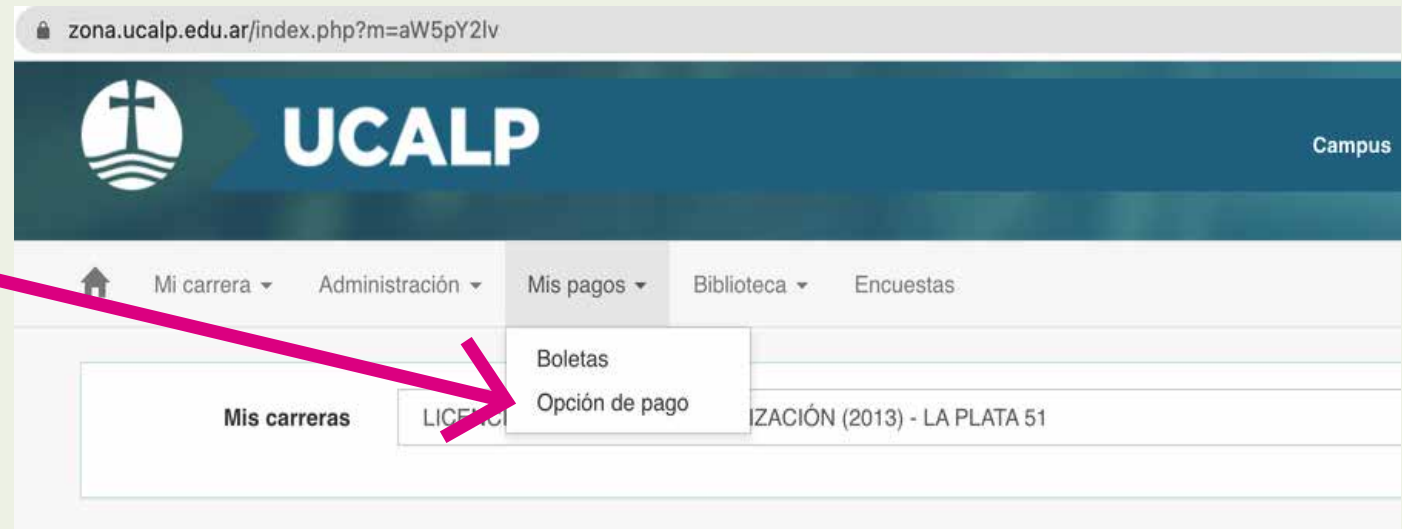 zona.ucalp.edu.ar/index.php?m=aW5pY2lv
UCALP
Campus
Mi carrera Administración Mis pagos Biblioteca Encuestas
Boletas
Opción de pago
Mis carreras IZACIÓN (2013) - LA PLATA 51